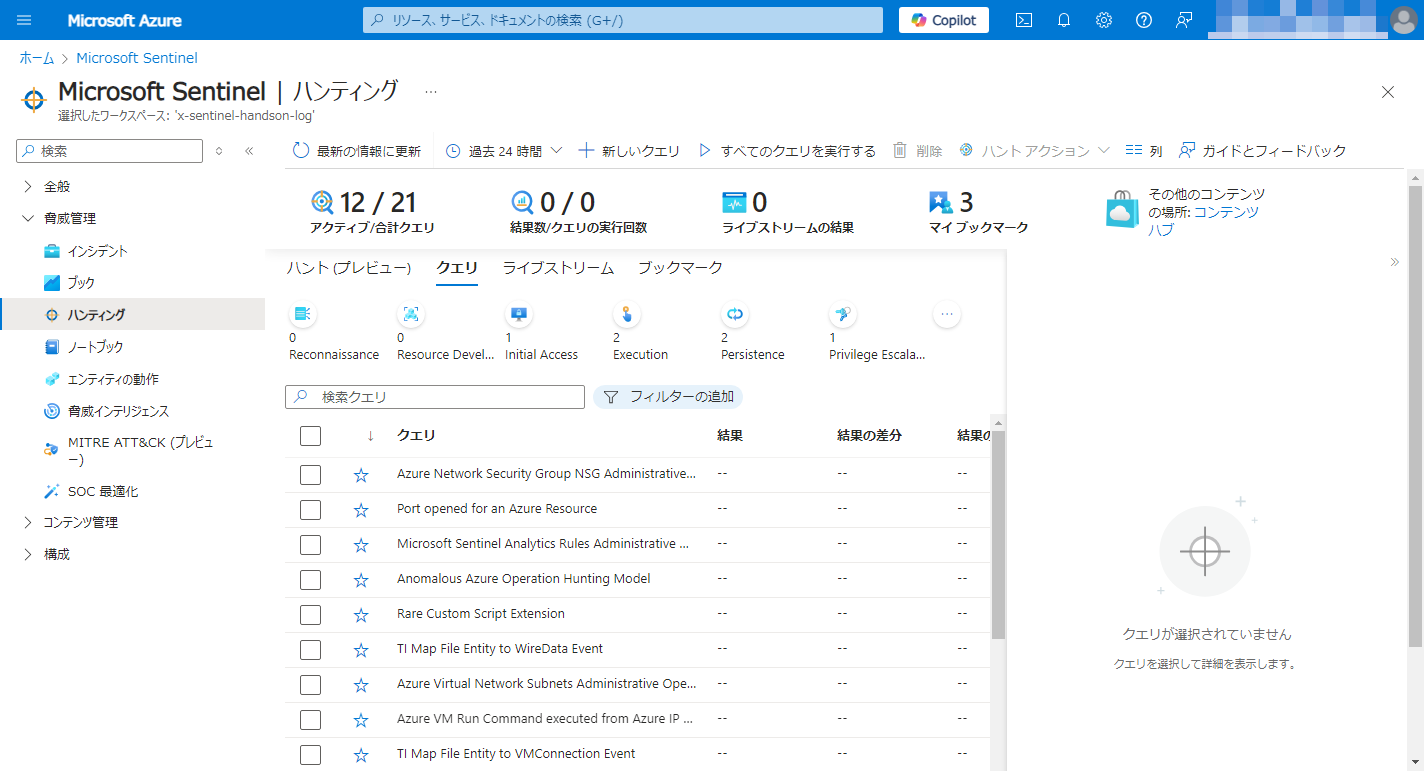 Microsoft Azure
リソース、サービス、ドキュメントの検索 (G+/)
Copilot
ホーム > Microsoft Sentinel
Microsoft Sentinel | ハンティング ...
選択したワークスペース: 'x-sentinel-handson-log'
検索
最新の情報に更新
過去 24 時間
新しいクエリ
すべてのクエリを実行する
削除
ハント アクション
列
ガイドとフィードバック
全般
脅威管理
インシデント
ブック
ハンティング
ノートブック
エンティティの動作
脅威インテリジェンス
MITRE ATT&CK (プレビュ
ー)
SOC 最適化
コンテンツ管理
構成
12 / 21
アクティブ/合計クエリ
0 / 0
結果数/クエリの実行回数
0
ライブストリームの結果
3
マイ ブックマーク
その他のコンテンツ
の場所: コンテンツ
ハブ
ハント (プレビュー)
クエリ
ライブストリーム
ブックマーク
0
Reconnaissance
0
Resource Devel...
1
Initial Access
2
Execution
2
Persistence
1
Privilege Escala...
...
検索クエリ
フィルターの追加
↓ クエリ 結果 結果の差分 結果の
Azure Network Security Group NSG Administrative... -- -- --
Port opened for an Azure Resource -- -- --
Microsoft Sentinel Analytics Rules Administrative ... -- -- --
Anomalous Azure Operation Hunting Model -- -- --
Rare Custom Script Extension -- -- --
TI Map File Entity to WireData Event -- -- --
Azure Virtual Network Subnets Administrative Ope... -- -- --
Azure VM Run Command executed from Azure IP ... -- -- --
TI Map File Entity to VMConnection Event -- -- --
クエリが選択されていません
クエリを選択して詳細を表示します。